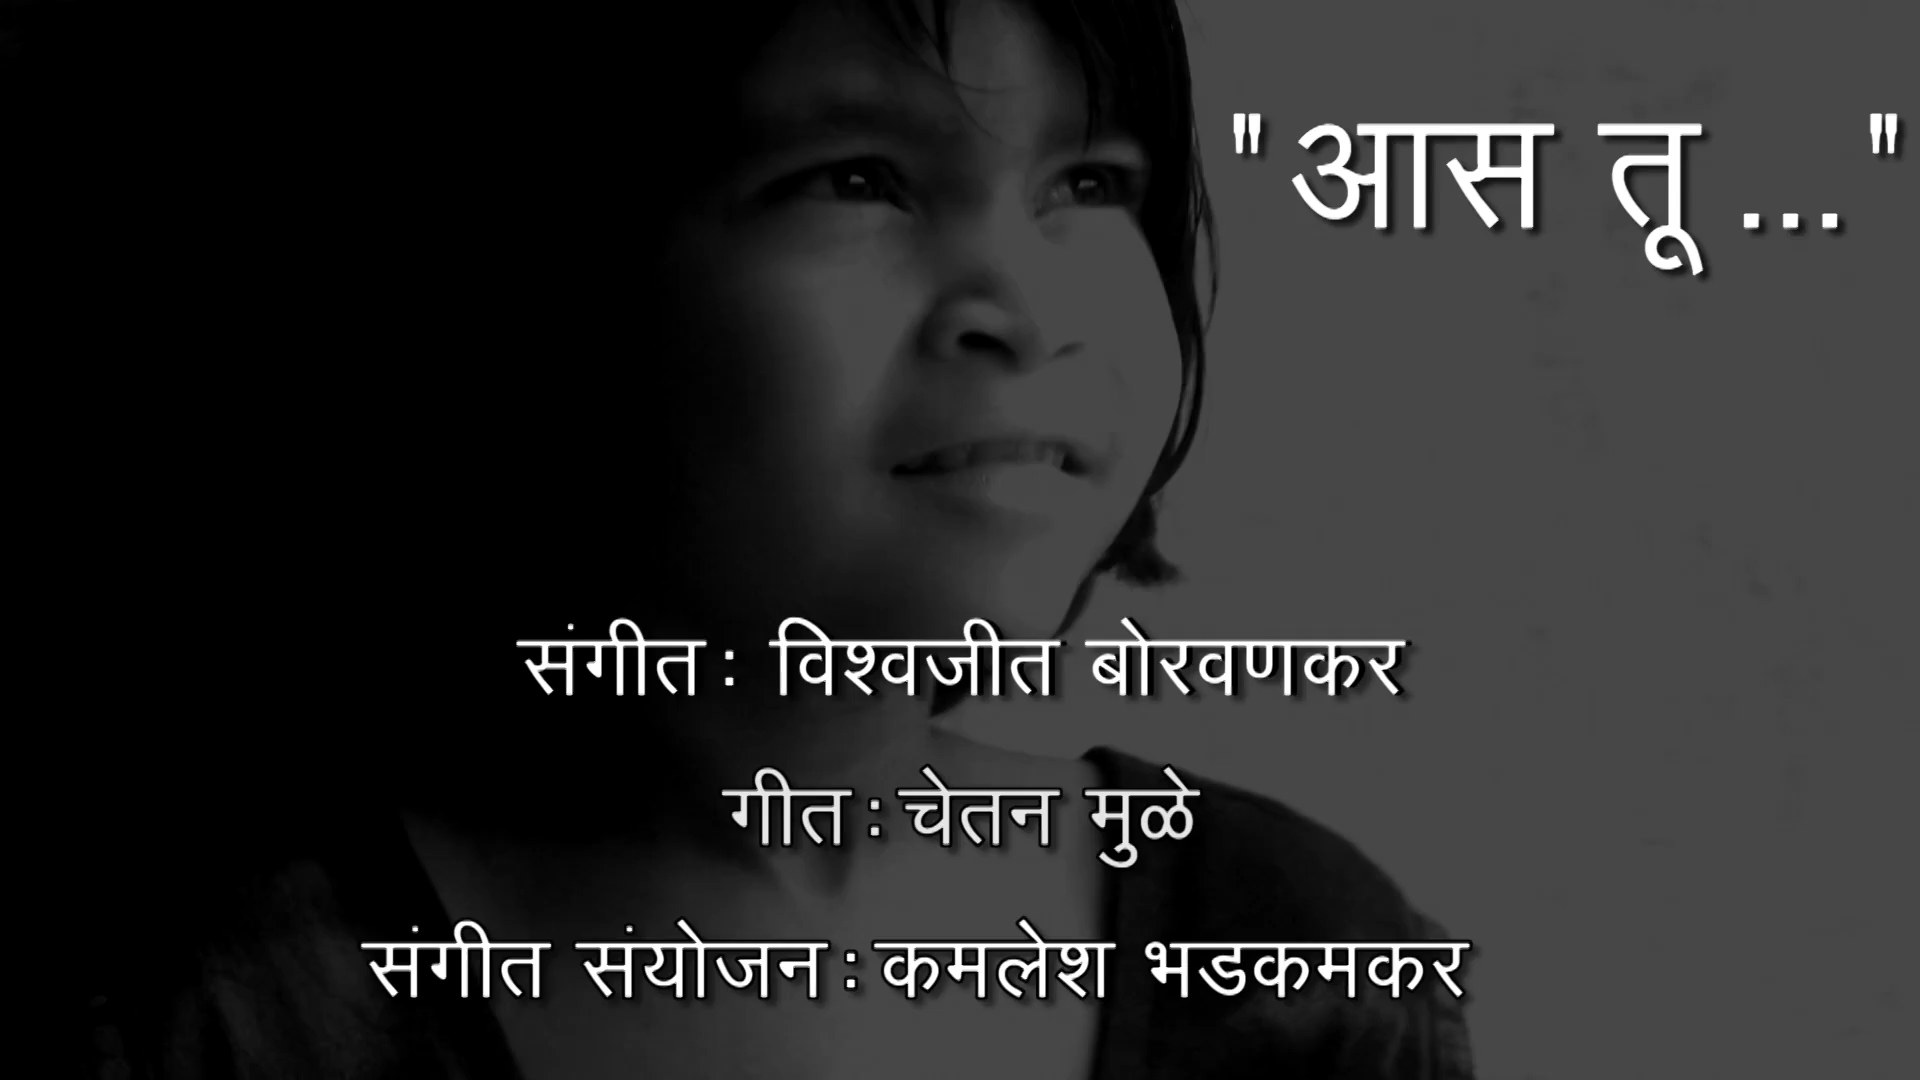 "आस तू ..."
संगीत : विश्वजीत बोरवणकर
गीत : चेतन मुळे
संगीत संयोजन : कमलेश भडकमकर